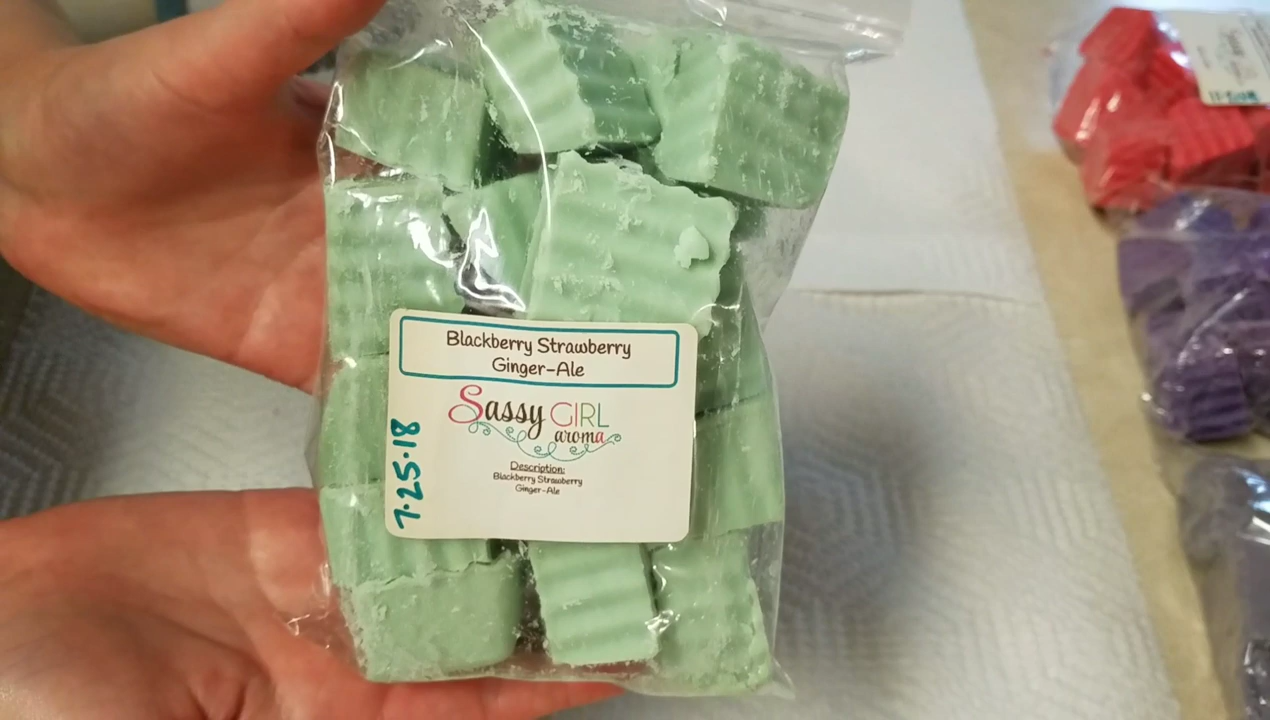 Blackberry Strawberry
Ginger-Ale
Sassy GIRL
aroma
Description:
Blackberry Strawberry
Ginger-Ale
7.25.18